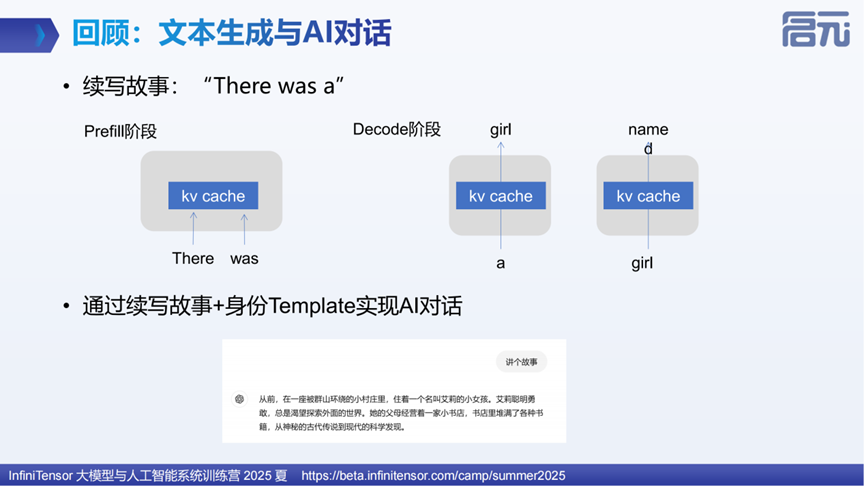 回顾：文本生成与AI对话
启元
• 续写故事：“There was a”
Prefill阶段
Decode阶段
girl
name
d
kv cache
kv cache
kv cache
There was
a
girl
• 通过续写故事+身份Template实现AI对话
讲个故事
从前，在一座被群山环绕的小村庄里，住着一个名叫艾莉的小女孩。艾莉聪明勇
敢，总是渴望探索外面的世界。她的父母经营着一家小书店，书店里堆满了各种书
籍，从神秘的古代传说到现代的科学发现。
InfiniTensor 大模型与人工智能系统训练营 2025 夏 https://beta.infinitensor.com/camp/summer2025